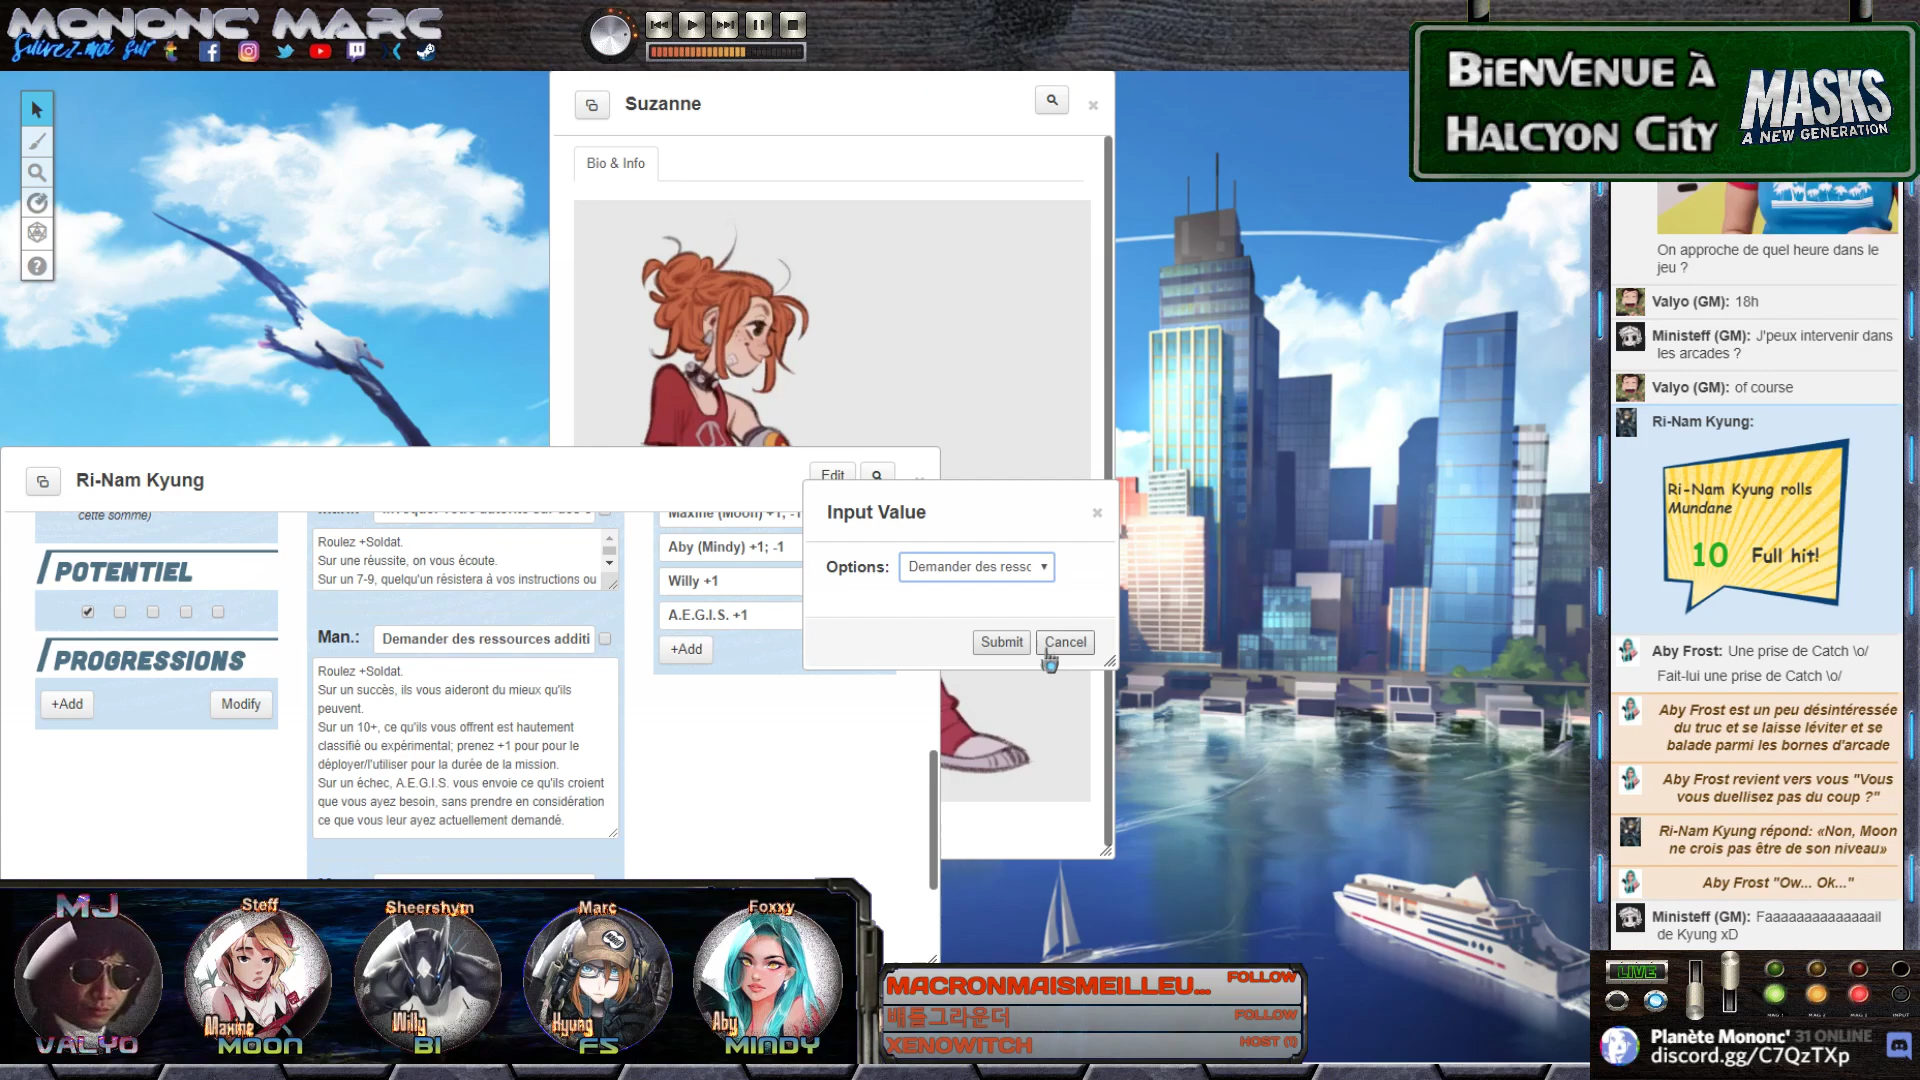 MONONC' MARC
Suivez-moi sur
BIENVENUE À
HALCYON CITY
MASKS
A NEW GENERATION
Suzanne
Bio & Info
Ri-Nam Kyung
Edit
cette somme)
POTENTIEL
PROGRESSIONS
+Add
Modify
Roulez +Soldat.
Sur une réussite, on vous écoute.
Sur un 7-9, quelqu'un résistera à vos instructions ou
Man.:
Demander des ressources additi
Roulez +Soldat.
Sur un succès, ils vous aideront du mieux qu'ils
peuvent.
Sur un 10+, ce qu'ils vous offrent est hautement
classifié ou expérimental; prenez +1 pour pour le
déployer/l'utiliser pour la durée de la mission.
Sur un échec, A.E.G.I.S. vous envoie ce qu'ils croient
que vous ayez besoin, sans prendre en considération
ce que vous leur ayez actuellement demandé.
Maxine (Moon) +1; -1
Aby (Mindy) +1; -1
Willy +1
A.E.G.I.S. +1
+Add
Input Value
Options:
Demander des ressc
Submit
Cancel
On approche de quel heure dans le
jeu ?
Valyo (GM): 18h
Ministeff (GM): J'peux intervenir dans
les arcades ?
Valyo (GM): of course
Ri-Nam Kyung:
Ri-Nam Kyung rolls
Mundane
10 Full hit!
Aby Frost: Une prise de Catch \o/
Fait-lui une prise de Catch \o/
Aby Frost est un peu désintéressée
du truc et se laisse léviter et se
balade parmi les bornes d'arcade
Aby Frost revient vers vous "Vous
vous duellisez pas du coup ?"
Ri-Nam Kyung répond: «Non, Moon
ne crois pas être de son niveau»
Aby Frost "Ow... Ok..."
Ministeff (GM): Faaaaaaaaaaaaaail
de Kyung xD
MJ
VALYO
Steff
Maxine
MOON
Sheershym
Willy
BI
Marc
Kyung
FS
Foxxy
Aby
MINDY
MACRONMAISMEILLEU...
FOLLOW
배틀그라운더
FOLLOW
XENOWITCH
HOST (1)
LIVE
MAG 1
MAG 2
MAG 3
INPUT
Planète Mononc' 31 ONLINE
discord.gg/C7QzTXp